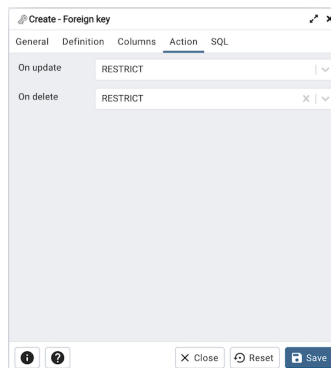 Create - Foreign key
General Definition Columns Action SQL
On update RESTRICT
On delete RESTRICT
Close Reset Save